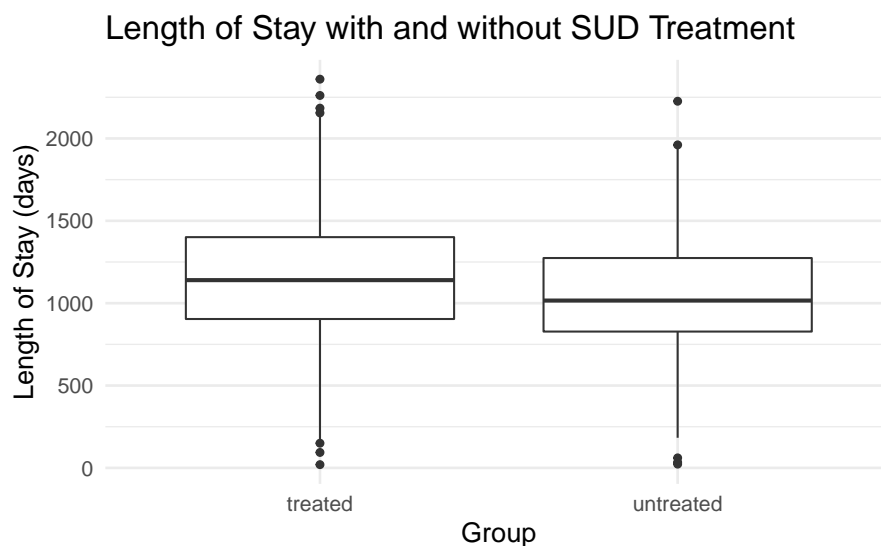 Length of Stay with and without SUD Treatment
Length of Stay (days)
2000
1500
1000
500
0
treated untreated
Group